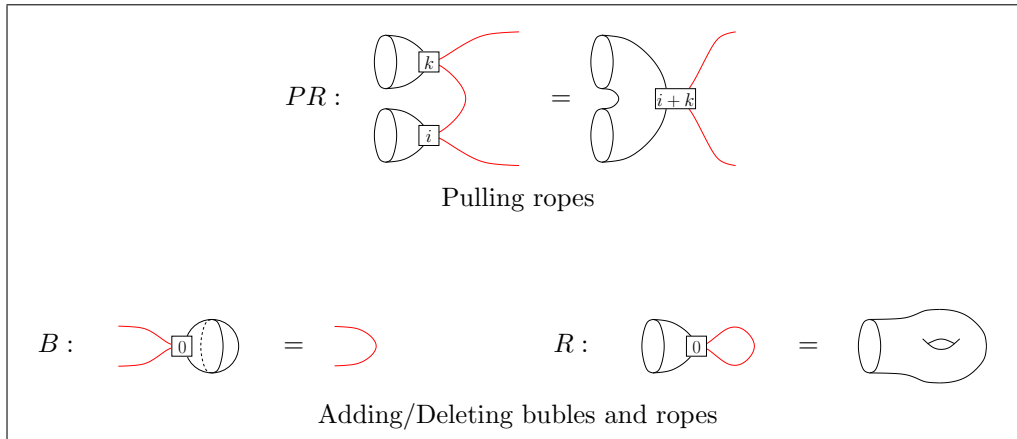 k
PR : = i + k
i
Pulling ropes
B : 0 = R : 0 =
Adding/Deleting bubles and ropes